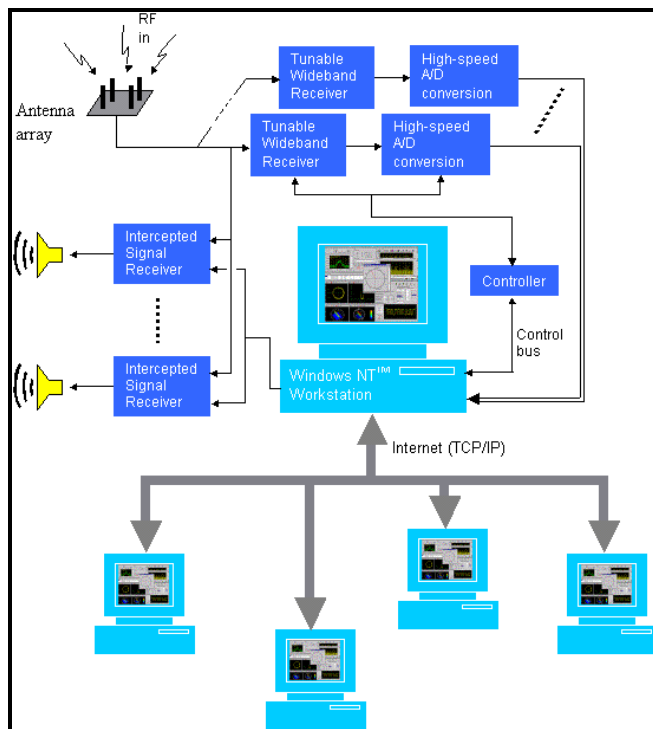 RF
in
Antenna
array
Tunable
Wideband
Receiver
High-speed
A/D
conversion
Tunable
Wideband
Receiver
High-speed
A/D
conversion
Intercepted
Signal
Receiver
Controller
Control
bus
Intercepted
Signal
Receiver
Windows NT™
Workstation
Internet (TCP/IP)